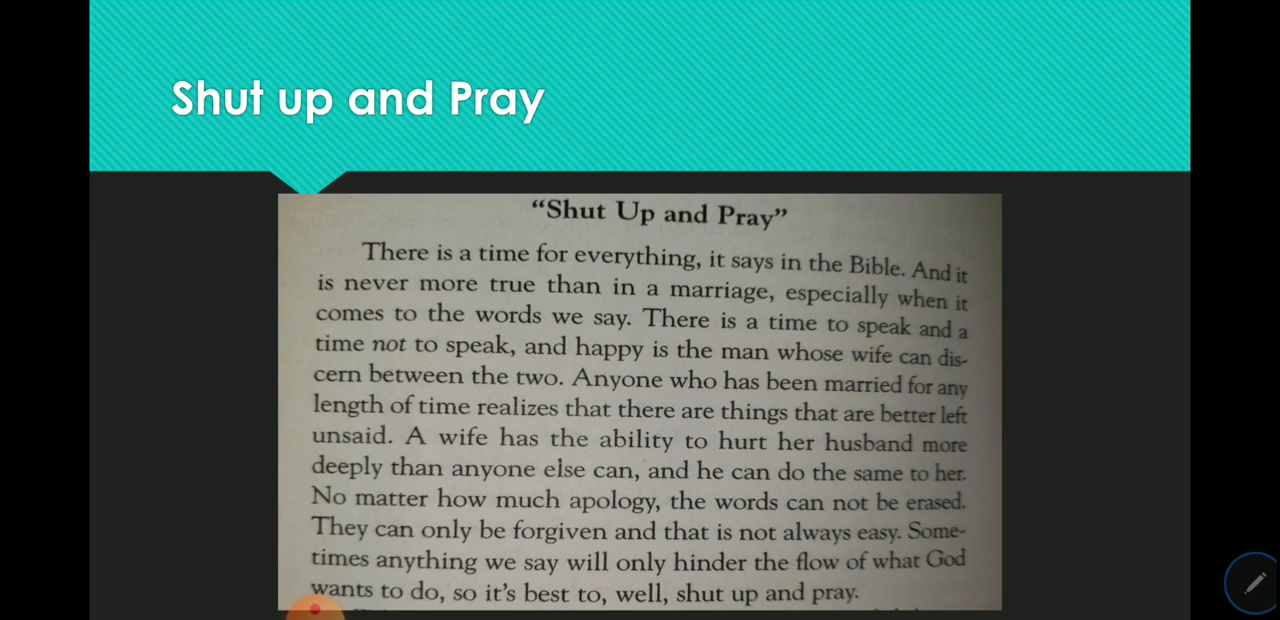 Shut up and Pray
“Shut Up and Pray”
There is a time for everything, it says in the Bible. And it
is never more true than in a marriage, especially when it
comes to the words we say. There is a time to speak and a
time not to speak, and happy is the man whose wife can dis-
cern between the two. Anyone who has been married for any
length of time realizes that there are things that are better left
unsaid. A wife has the ability to hurt her husband more
deeply than anyone else can, and he can do the same to her.
No matter how much apology, the words can not be erased.
They can only be forgiven and that is not always easy. Some-
times anything we say will only hinder the flow of what God
wants to do, so it’s best to, well, shut up and pray.